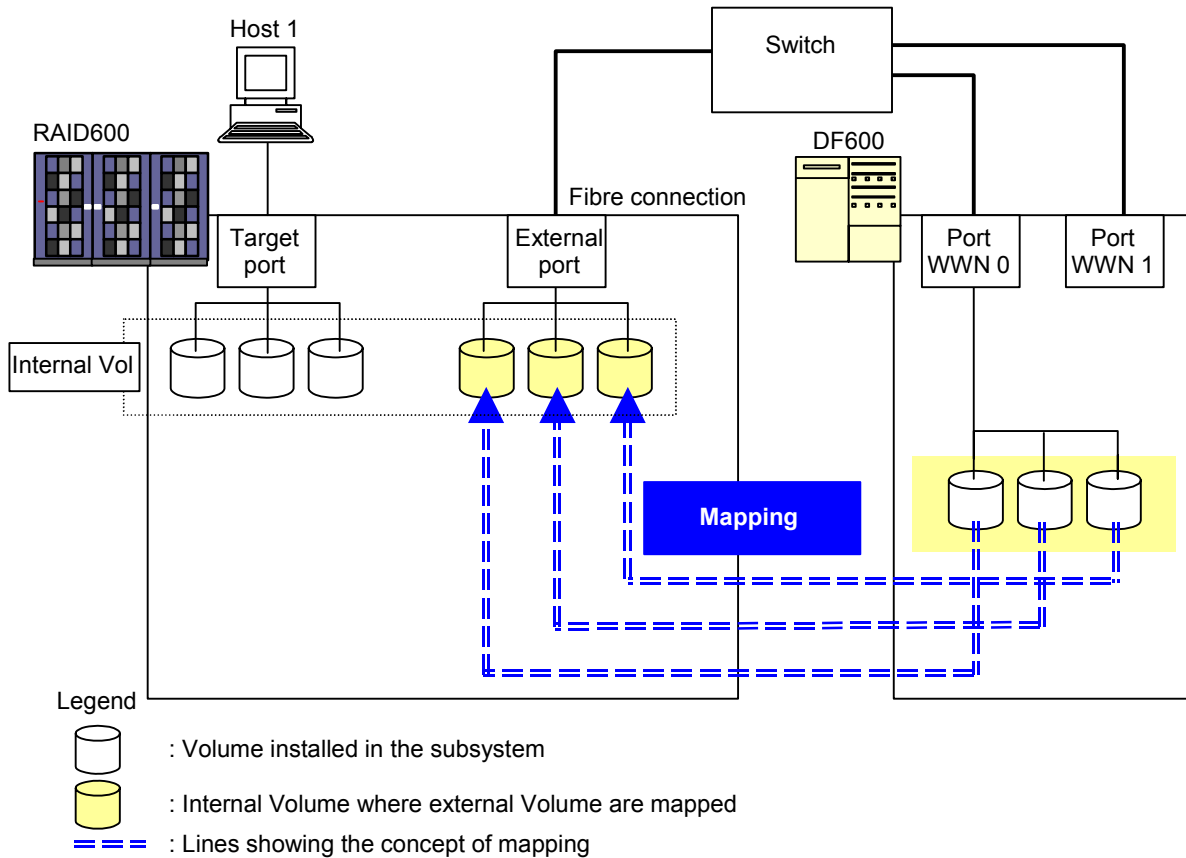 Host 1
Switch
RAID600
DF600
Fibre connection
Target
port
External
port
Port
WWN 0
Port
WWN 1
Internal Vol
Mapping
Legend
: Volume installed in the subsystem
: Internal Volume where external Volume are mapped
: Lines showing the concept of mapping